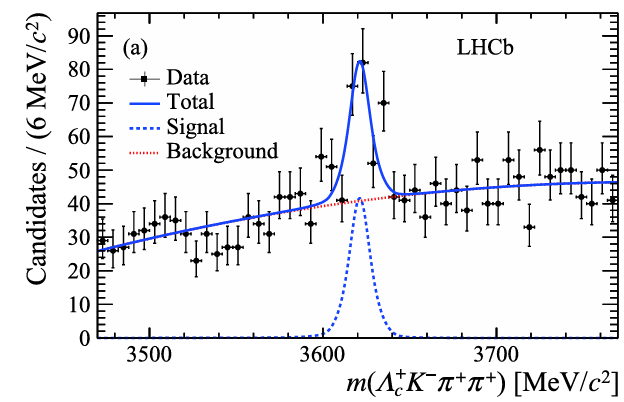 Candidates / (6 MeV/c²)
90
80
70
60
50
40
30
20
10
0
(a)
LHCb
Data
Total
Signal
Background
3500
3600
3700
m(Λc⁺K⁻π⁺π⁺) [MeV/c²]